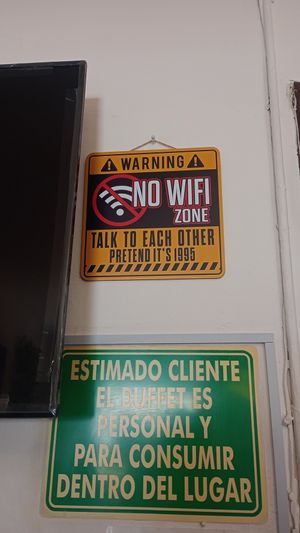 WARNING
NO WIFI
ZONE
TALK TO EACH OTHER
PRETEND IT'S 1995
ESTIMADO CLIENTE
EL BUFFET ES
PERSONAL Y
PARA CONSUMIR
DENTRO DEL LUGAR